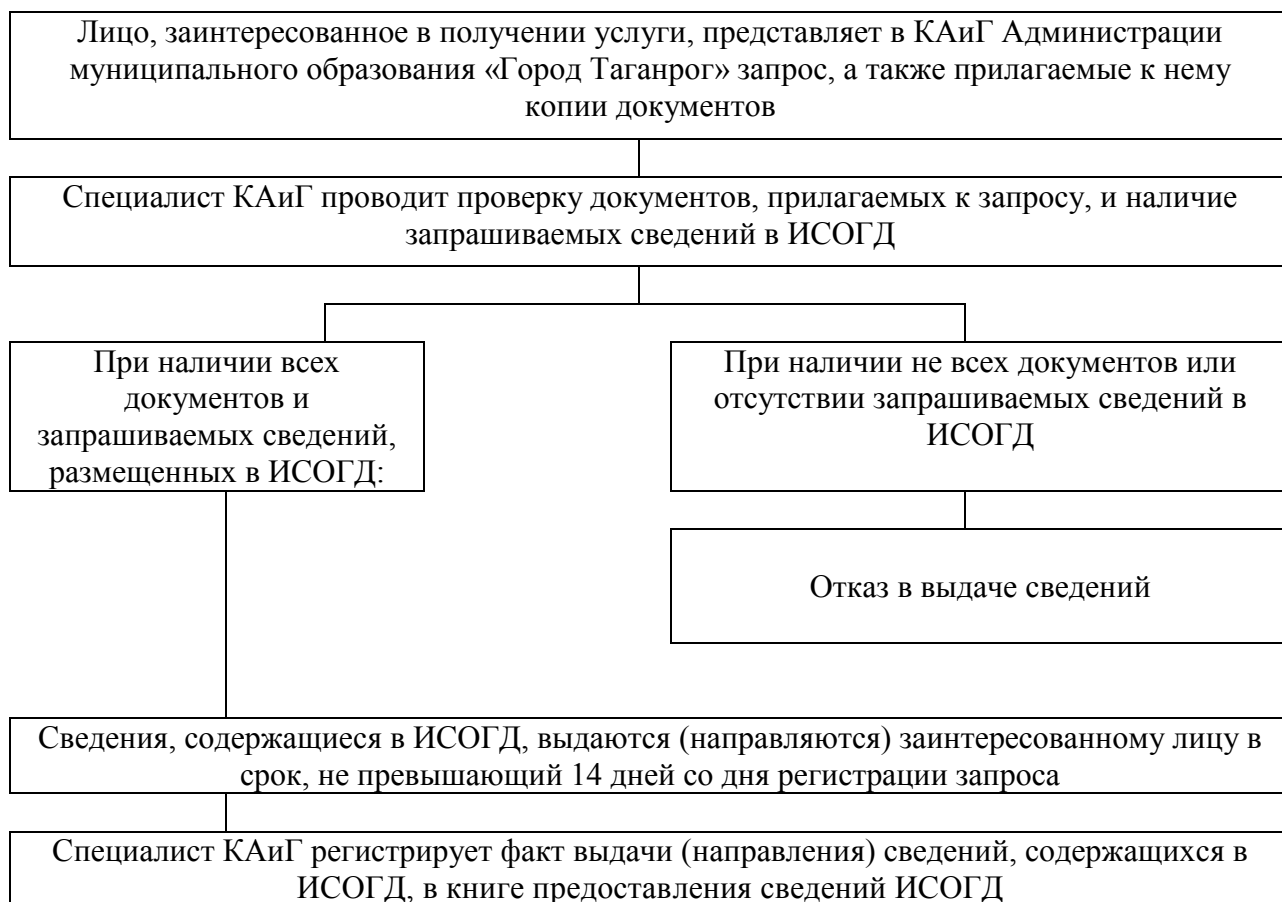 Лицо, заинтересованное в получении услуги, представляет в КАиГ Администрации
муниципального образования «Город Таганрог» запрос, а также прилагаемые к нему
копии документов
Специалист КАиГ проводит проверку документов, прилагаемых к запросу, и наличие
запрашиваемых сведений в ИСОГД
При наличии всех
документов и
запрашиваемых сведений,
размещенных в ИСОГД:
При наличии не всех документов или
отсутствии запрашиваемых сведений в
ИСОГД
Отказ в выдаче сведений
Сведения, содержащиеся в ИСОГД, выдаются (направляются) заинтересованному лицу в
срок, не превышающий 14 дней со дня регистрации запроса
Специалист КАиГ регистрирует факт выдачи (направления) сведений, содержащихся в
ИСОГД, в книге предоставления сведений ИСОГД